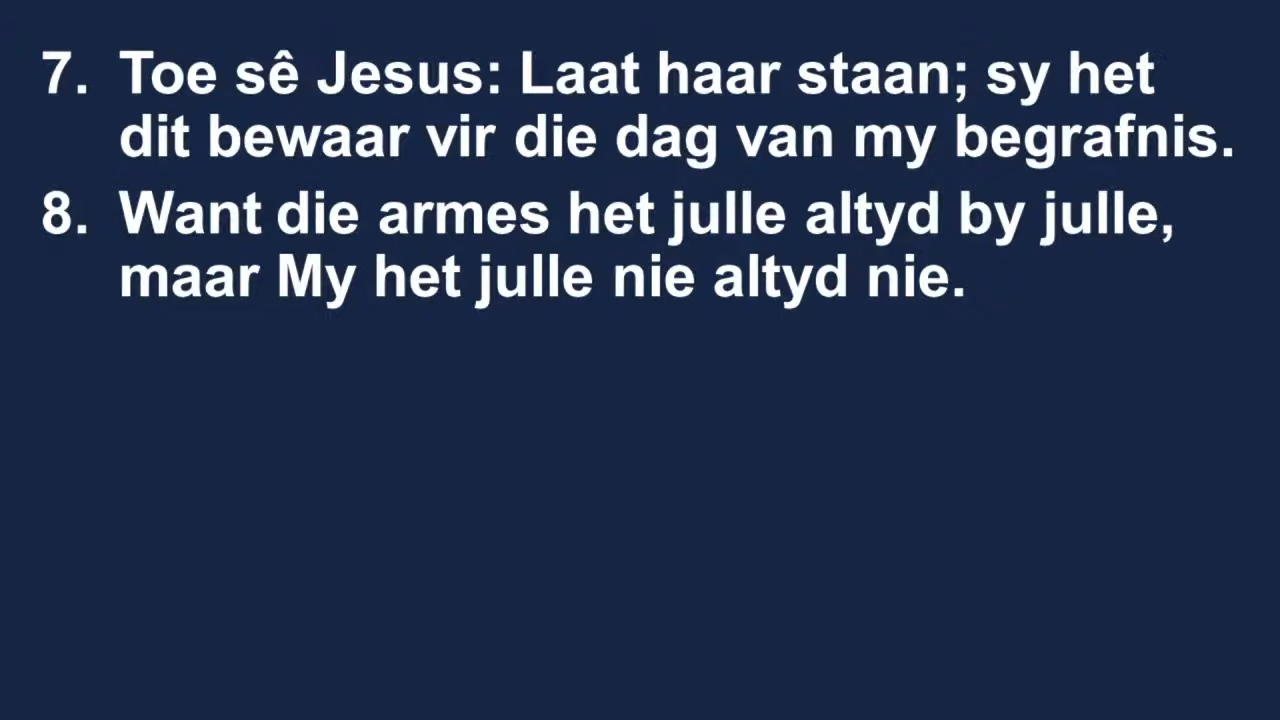 7. Toe sê Jesus: Laat haar staan; sy het
dit bewaar vir die dag van my begrafnis.
8. Want die armes het julle altyd by julle,
maar My het julle nie altyd nie.